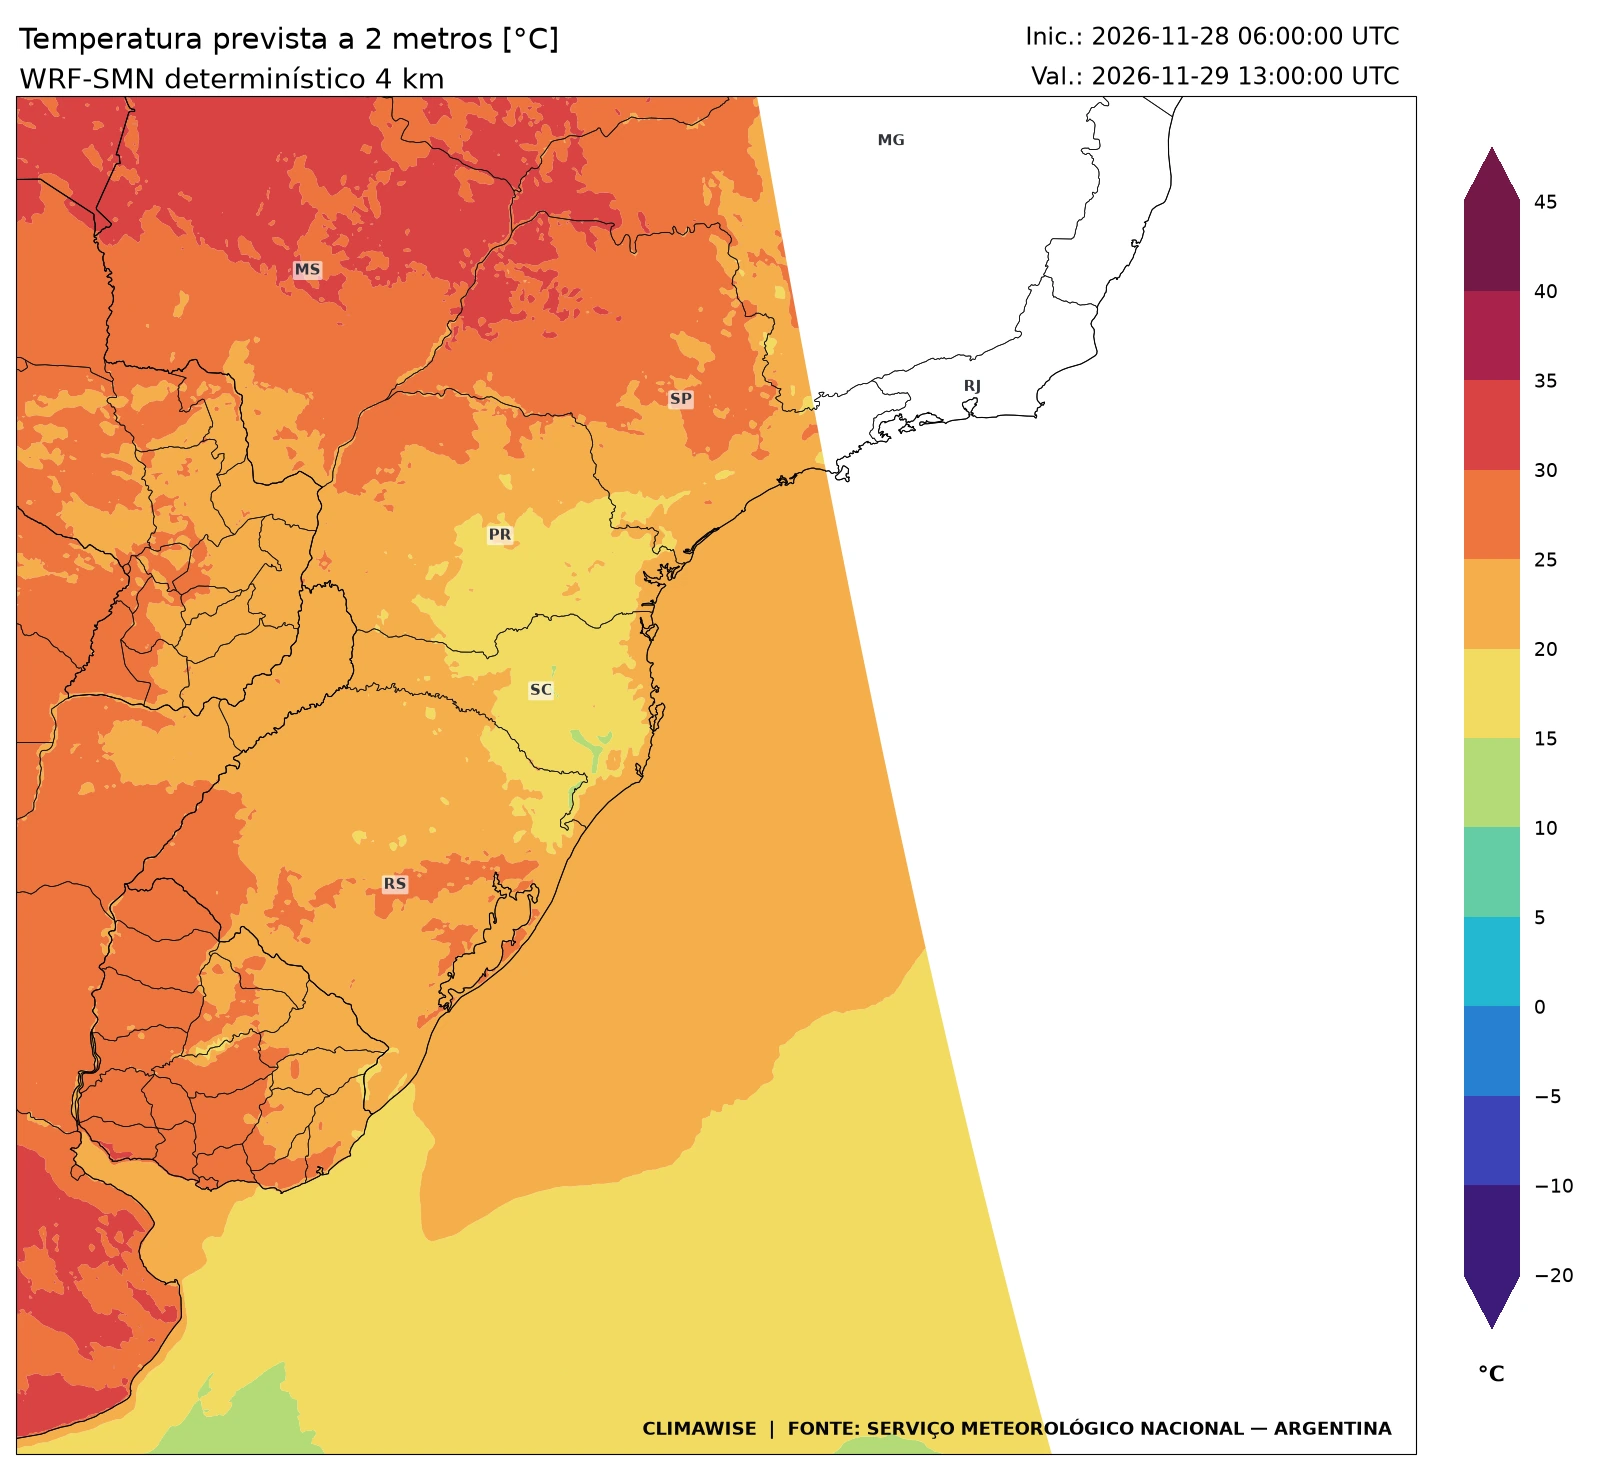 Temperatura prevista a 2 metros [°C]
WRF-SMN determinístico 4 km
Inic.: 2026-11-28 06:00:00 UTC
Val.: 2026-11-29 13:00:00 UTC
MG
MS
RJ
SP
PR
SC
RS
45
40
35
30
25
20
15
10
5
0
−5
−10
−20
°C
CLIMAWISE | FONTE: SERVIÇO METEOROLÓGICO NACIONAL — ARGENTINA